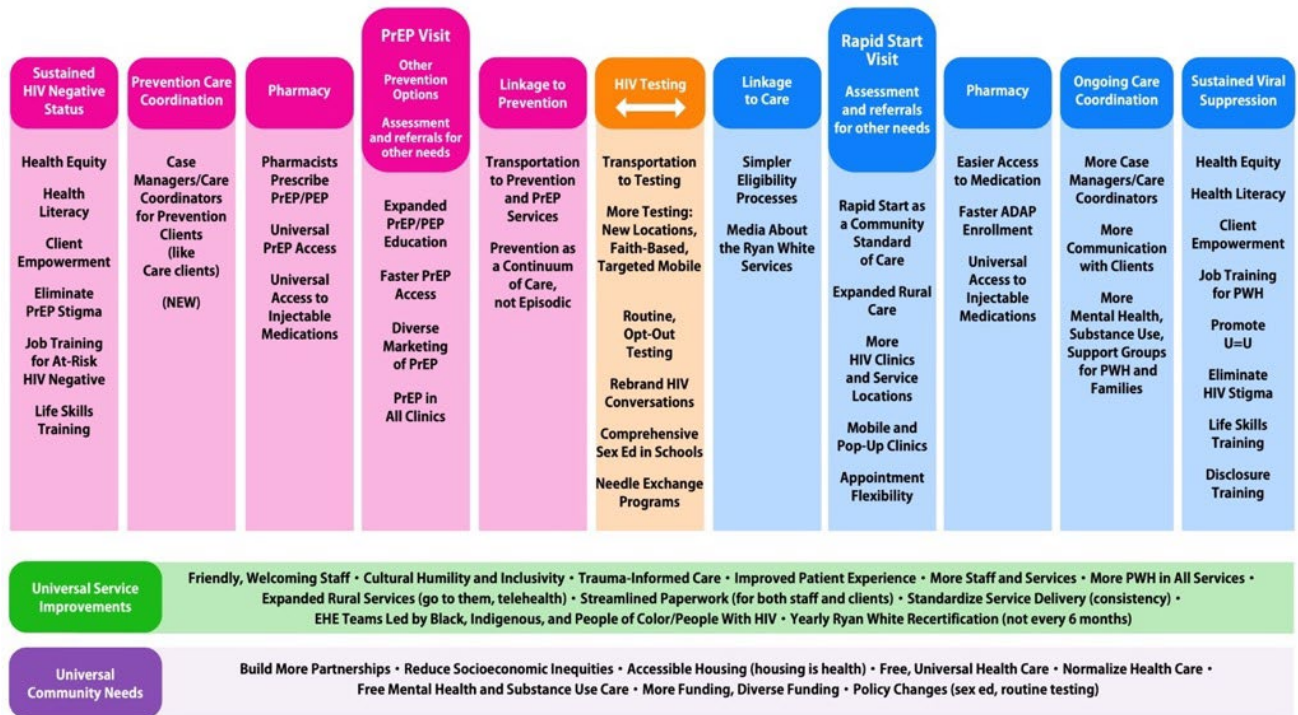 Sustained
HIV Negative
Status
Health Equity
Health
Literacy
Client
Empowerment
Eliminate
PrEP Stigma
Job Training
for At-Risk
HIV Negative
Life Skills
Training
Prevention Care
Coordination
Case
Managers/Care
Coordinators
for Prevention
Clients
(like
Care clients)
(NEW)
Pharmacy
Pharmacists
Prescribe
PrEP/PEP
Universal
PrEP Access
Universal
Access to
Injectable
Medications
PrEP Visit
Other
Prevention
Options
Assessment
and referrals for
other needs
Expanded
PrEP/PEP
Education
Faster PrEP
Access
Diverse
Marketing
of PrEP
PrEP in
All Clinics
Linkage to
Prevention
Transportation
to Prevention
and PrEP
Services
Prevention as
a Continuum
of Care,
not Episodic
HIV Testing
Transportation
to Testing
More Testing:
New Locations,
Faith-Based,
Targeted Mobile
Routine,
Opt-Out
Testing
Rebrand HIV
Conversations
Comprehensive
Sex Ed in Schools
Needle Exchange
Programs
Linkage
to Care
Simpler
Eligibility
Processes
Media About
the Ryan White
Services
Rapid Start
Visit
Assessment
and referrals
for other needs
Rapid Start as
a Community
Standard
of Care
Expanded Rural
Care
More
HIV Clinics
and Service
Locations
Mobile and
Pop-Up Clinics
Appointment
Flexibility
Pharmacy
Easier Access
to Medication
Faster ADAP
Enrollment
Universal
Access to
Injectable
Medications
Ongoing Care
Coordination
More Case
Managers/Care
Coordinators
More
Communication
with Clients
More
Mental Health,
Substance Use,
Support Groups
for PWH and
Families
Sustained Viral
Suppression
Health Equity
Health Literacy
Client
Empowerment
Job Training
for PWH
Promote
U=U
Eliminate
HIV Stigma
Life Skills
Training
Disclosure
Training
Universal Service
Improvements
Friendly, Welcoming Staff • Cultural Humility and Inclusivity • Trauma-Informed Care • Improved Patient Experience • More Staff and Services • More PWH in All Services •
Expanded Rural Services (go to them, telehealth) • Streamlined Paperwork (for both staff and clients) • Standardize Service Delivery (consistency) •
EHE Teams Led by Black, Indigenous, and People of Color/People With HIV • Yearly Ryan White Recertification (not every 6 months)
Universal
Community Needs
Build More Partnerships • Reduce Socioeconomic Inequities • Accessible Housing (housing is health) • Free, Universal Health Care • Normalize Health Care •
Free Mental Health and Substance Use Care • More Funding, Diverse Funding • Policy Changes (sex ed, routine testing)